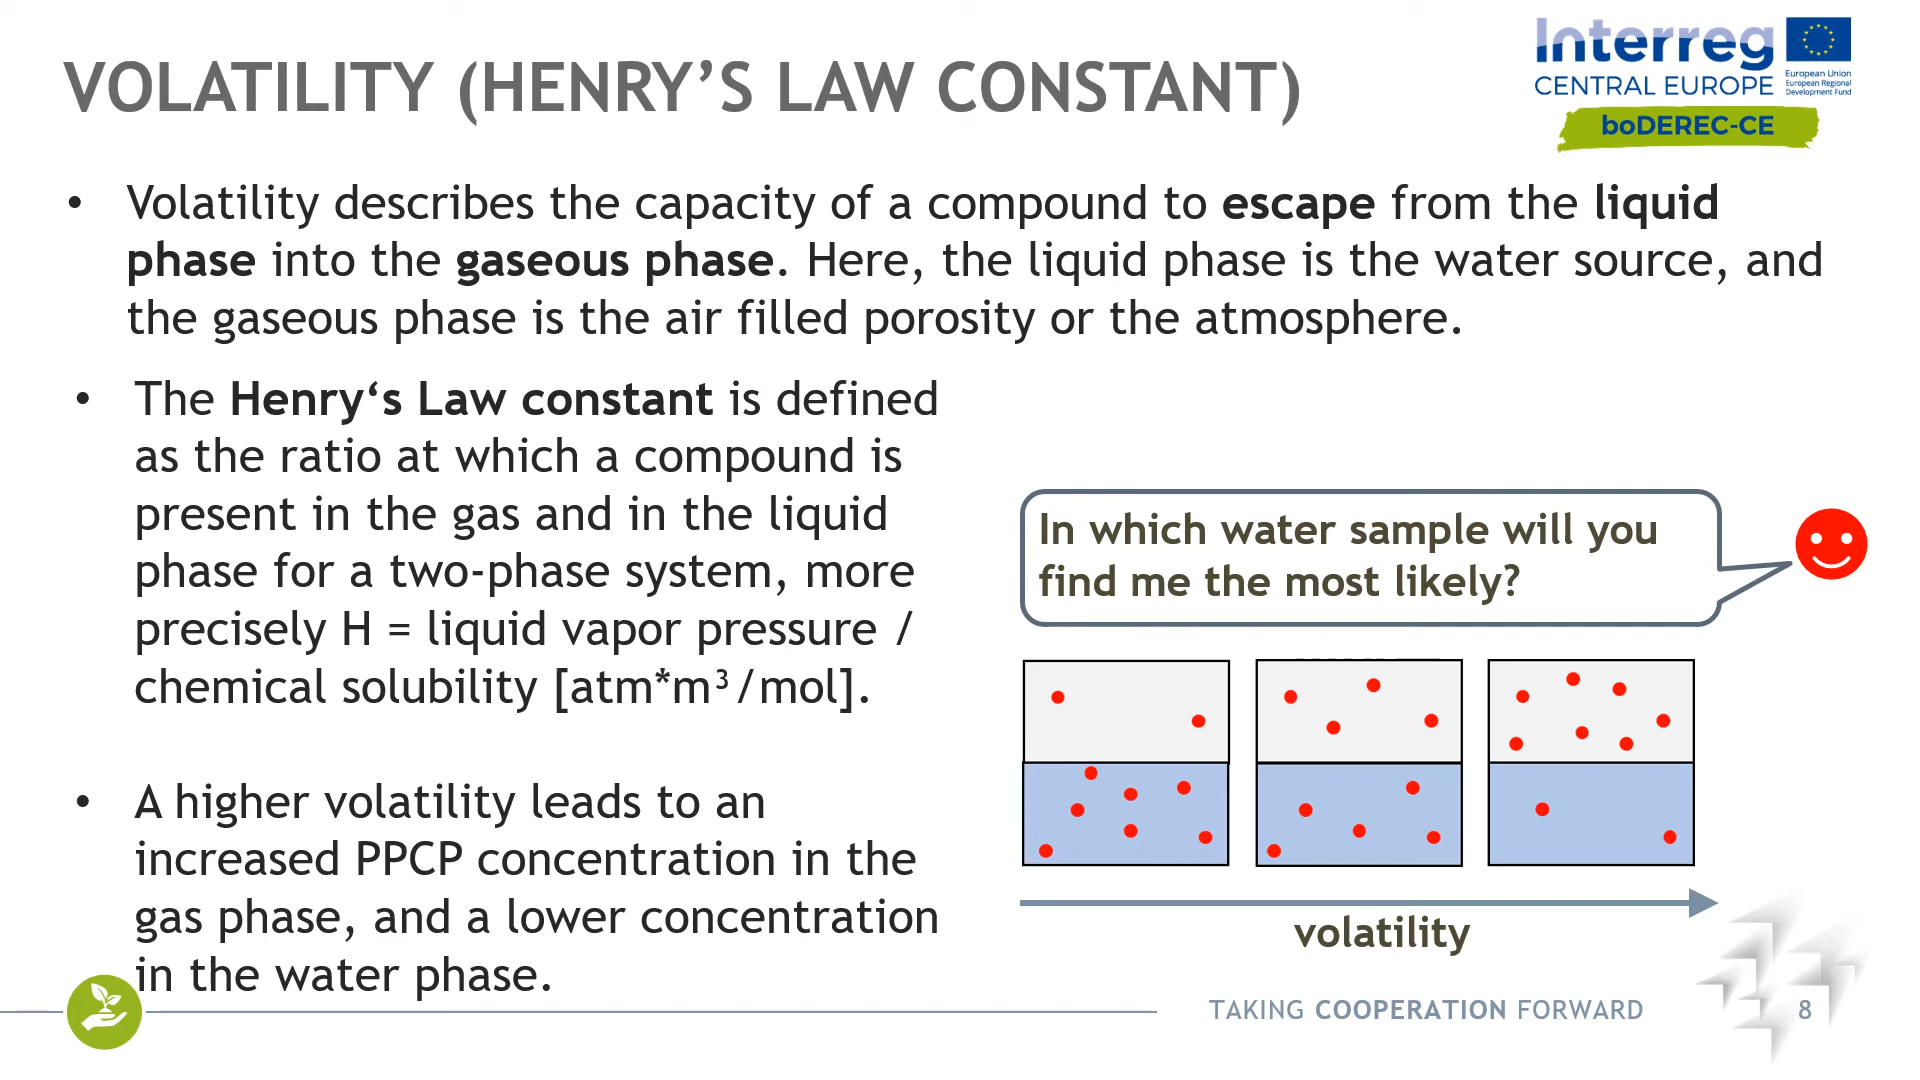 VOLATILITY (HENRY’S LAW CONSTANT)
Interreg
CENTRAL EUROPE
European Union
European Regional
Development Fund
boDEREC-CE
• Volatility describes the capacity of a compound to escape from the liquid
phase into the gaseous phase. Here, the liquid phase is the water source, and
the gaseous phase is the air filled porosity or the atmosphere.
• The Henry‘s Law constant is defined
as the ratio at which a compound is
present in the gas and in the liquid
phase for a two-phase system, more
precisely H = liquid vapor pressure /
chemical solubility [atm*m³/mol].
• A higher volatility leads to an
increased PPCP concentration in the
gas phase, and a lower concentration
in the water phase.
In which water sample will you
find me the most likely?
volatility
TAKING COOPERATION FORWARD
8